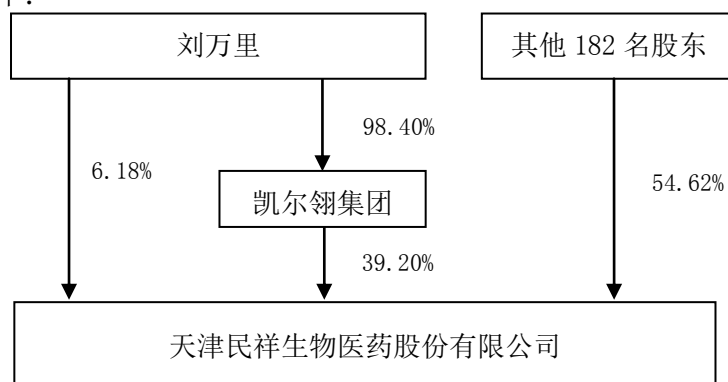 刘万里
其他 182 名股东
98.40%
6.18%
54.62%
凯尔翎集团
39.20%
天津民祥生物医药股份有限公司